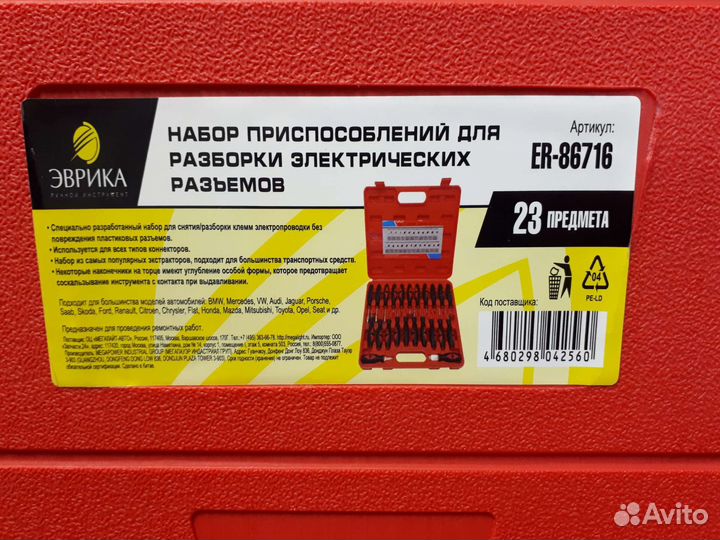 ЭВРИКА
РУЧНОЙ ИНСТРУМЕНТ
НАБОР ПРИСПОСОБЛЕНИЙ ДЛЯ
РАЗБОРКИ ЭЛЕКТРИЧЕСКИХ
РАЗЪЕМОВ
Артикул:
ER-86716
23 ПРЕДМЕТА
• Специально разработанный набор для снятия/разборки клемм электропроводки без
повреждения пластиковых разъемов.
• Используется для всех типов коннекторов.
• Набор из самых популярных экстракторов, подходит для большинства транспортных средств.
• Некоторые наконечники на торце имеют углубление особой формы, которое предотвращает
соскальзывание инструмента с контакта при выполнении работ.
Подходит для большинства моделей автомобилей: BMW, Mercedes, VW, Audi, Jaguar, Porsche,
Saab, Skoda, Ford, Renault, Citroen, Chrysler, Fiat, Honda, Mazda, Mitsubishi, Toyota, Opel, Seat и др.
Предназначен для проведения ремонтных работ.
04
PE-LD
Код поставщика:
4 680298 042560
Avito